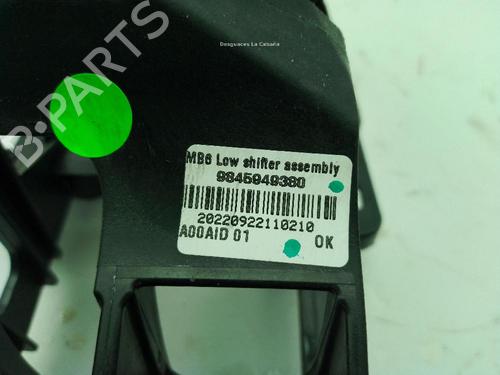 Desguaces La Cabaña
B-PARTS
MB6 Low shifter assembly
9845949380
20220922110210
A00AID 01 OK